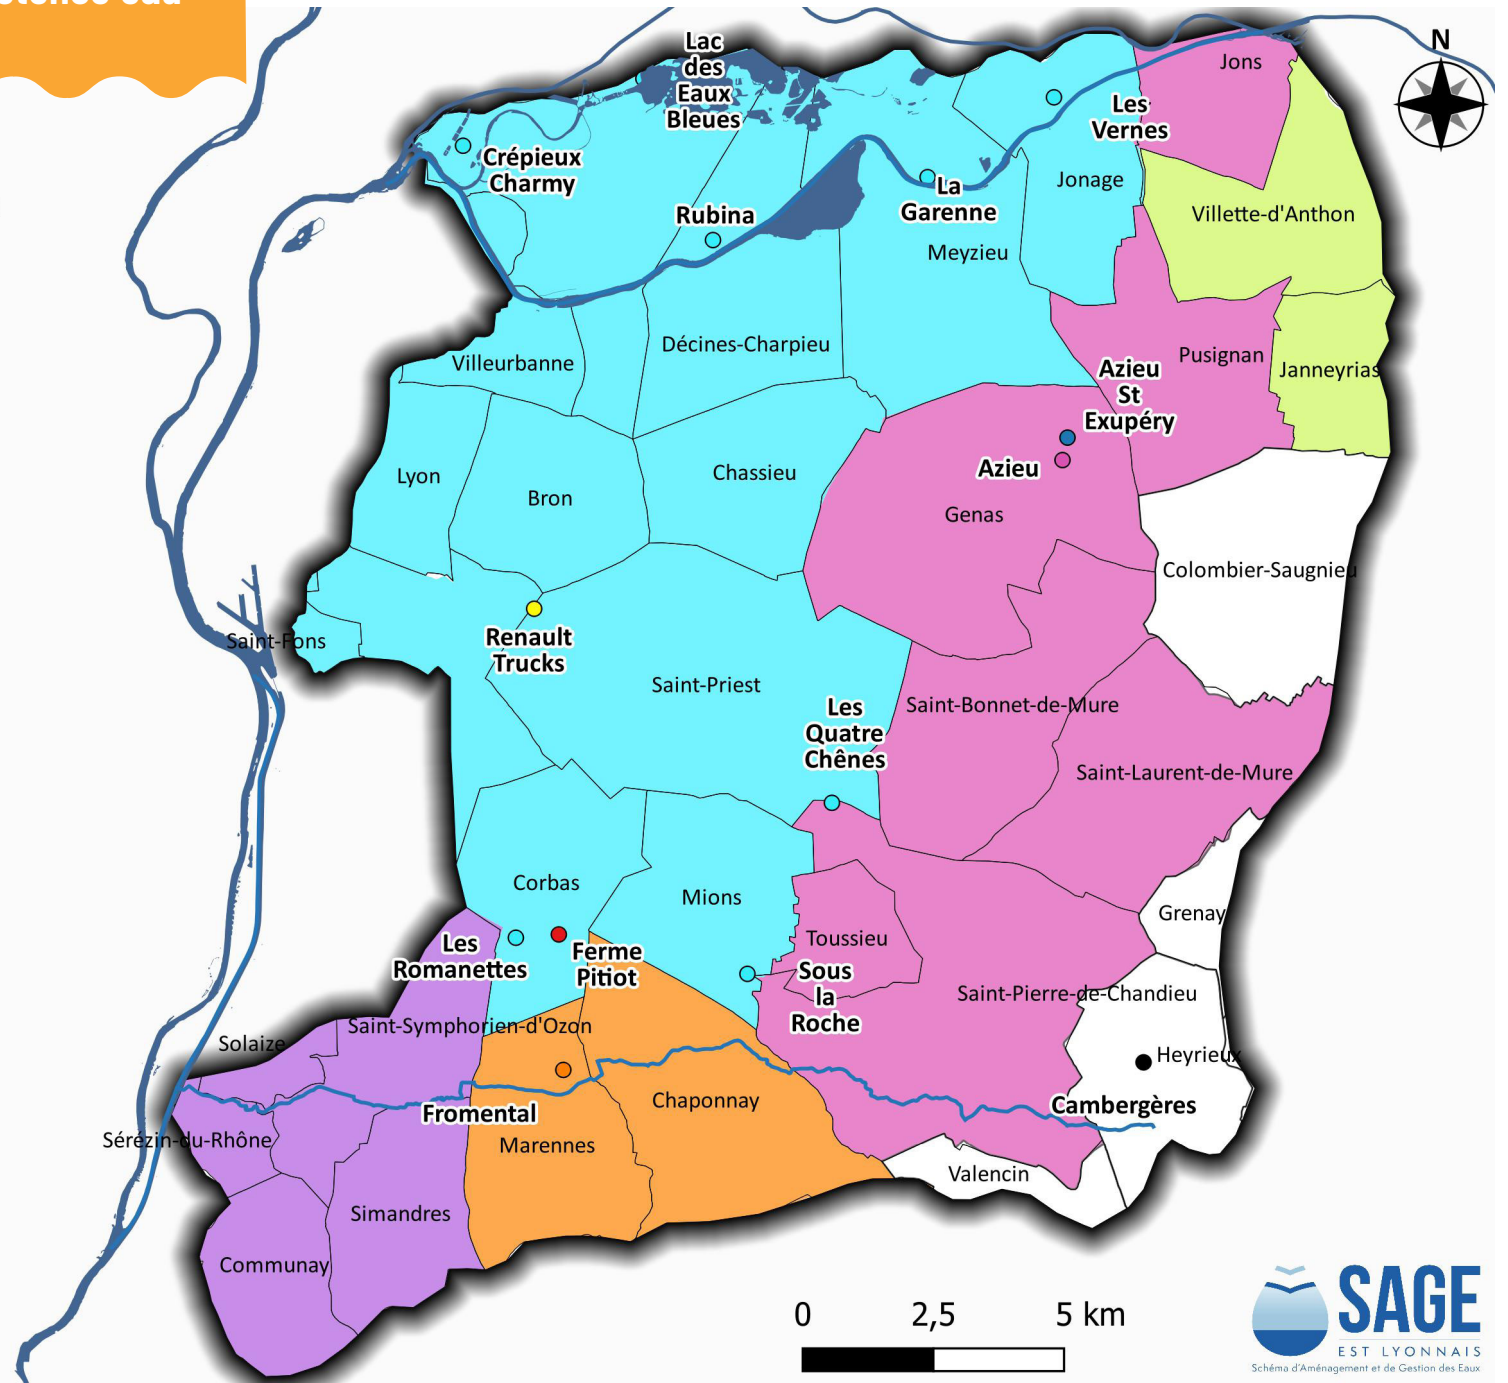 Lac
des
Eaux
Bleues
N
Jons
Les
Vernes
Crépieux
Charmy
Jonage
La
Garenne
Rubina
Villette-d'Anthon
Meyzieu
Villeurbanne
Décines-Charpieu
Pusignan
Janneyrias
Azieu
St
Exupéry
Azieu
Lyon
Bron
Chassieu
Genas
Colombier-Saugnieu
Saint-Fons
Renault
Trucks
Saint-Priest
Les
Quatre
Chênes
Saint-Bonnet-de-Mure
Saint-Laurent-de-Mure
Corbas
Mions
Grenay
Toussieu
Les
Romanettes
Ferme
Pitiot
Sous
la
Roche
Saint-Pierre-de-Chandieu
Saint-Symphorien-d'Ozon
Solaize
Heyrieux
Chaponnay
Cambergères
Fromental
Sérézin-du-Rhône
Marennes
Valencin
Simandres
Communay
0 2,5 5 km
SAGE
EST LYONNAIS
Schéma d'Aménagement et de Gestion des Eaux